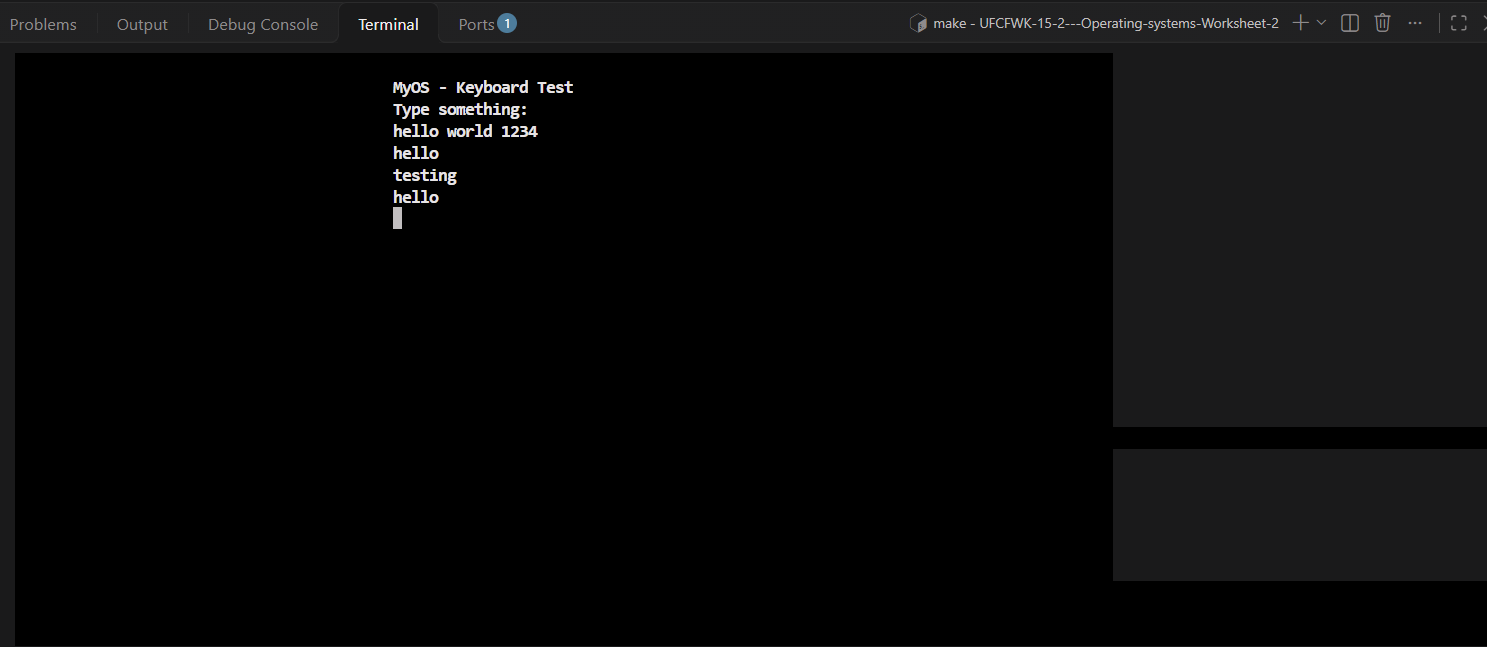 Problems Output Debug Console Terminal Ports 1 make - UFCFWK-15-2---Operating-systems-Worksheet-2
MyOS - Keyboard Test
Type something:
hello world 1234
hello
testing
hello